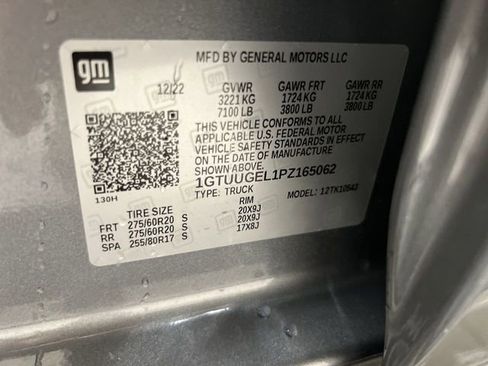 gm
MFD BY GENERAL MOTORS LLC
12/22 GVWR GAWR FRT GAWR RR
3221 KG 1724 KG 1724 KG
7100 LB 3800 LB 3800 LB
THIS VEHICLE CONFORMS TO ALL
APPLICABLE U.S. FEDERAL MOTOR
VEHICLE SAFETY STANDARDS IN EFFECT
ON THE DATE OF MANUFACTURE
1GTUUGEL1PZ165062
130H TYPE: TRUCK MODEL: 12TK10543
TIRE SIZE RIM
FRT 275/60R20 S 20X9J
RR 275/60R20 S 20X9J
SPA 255/80R17 S 17X8J